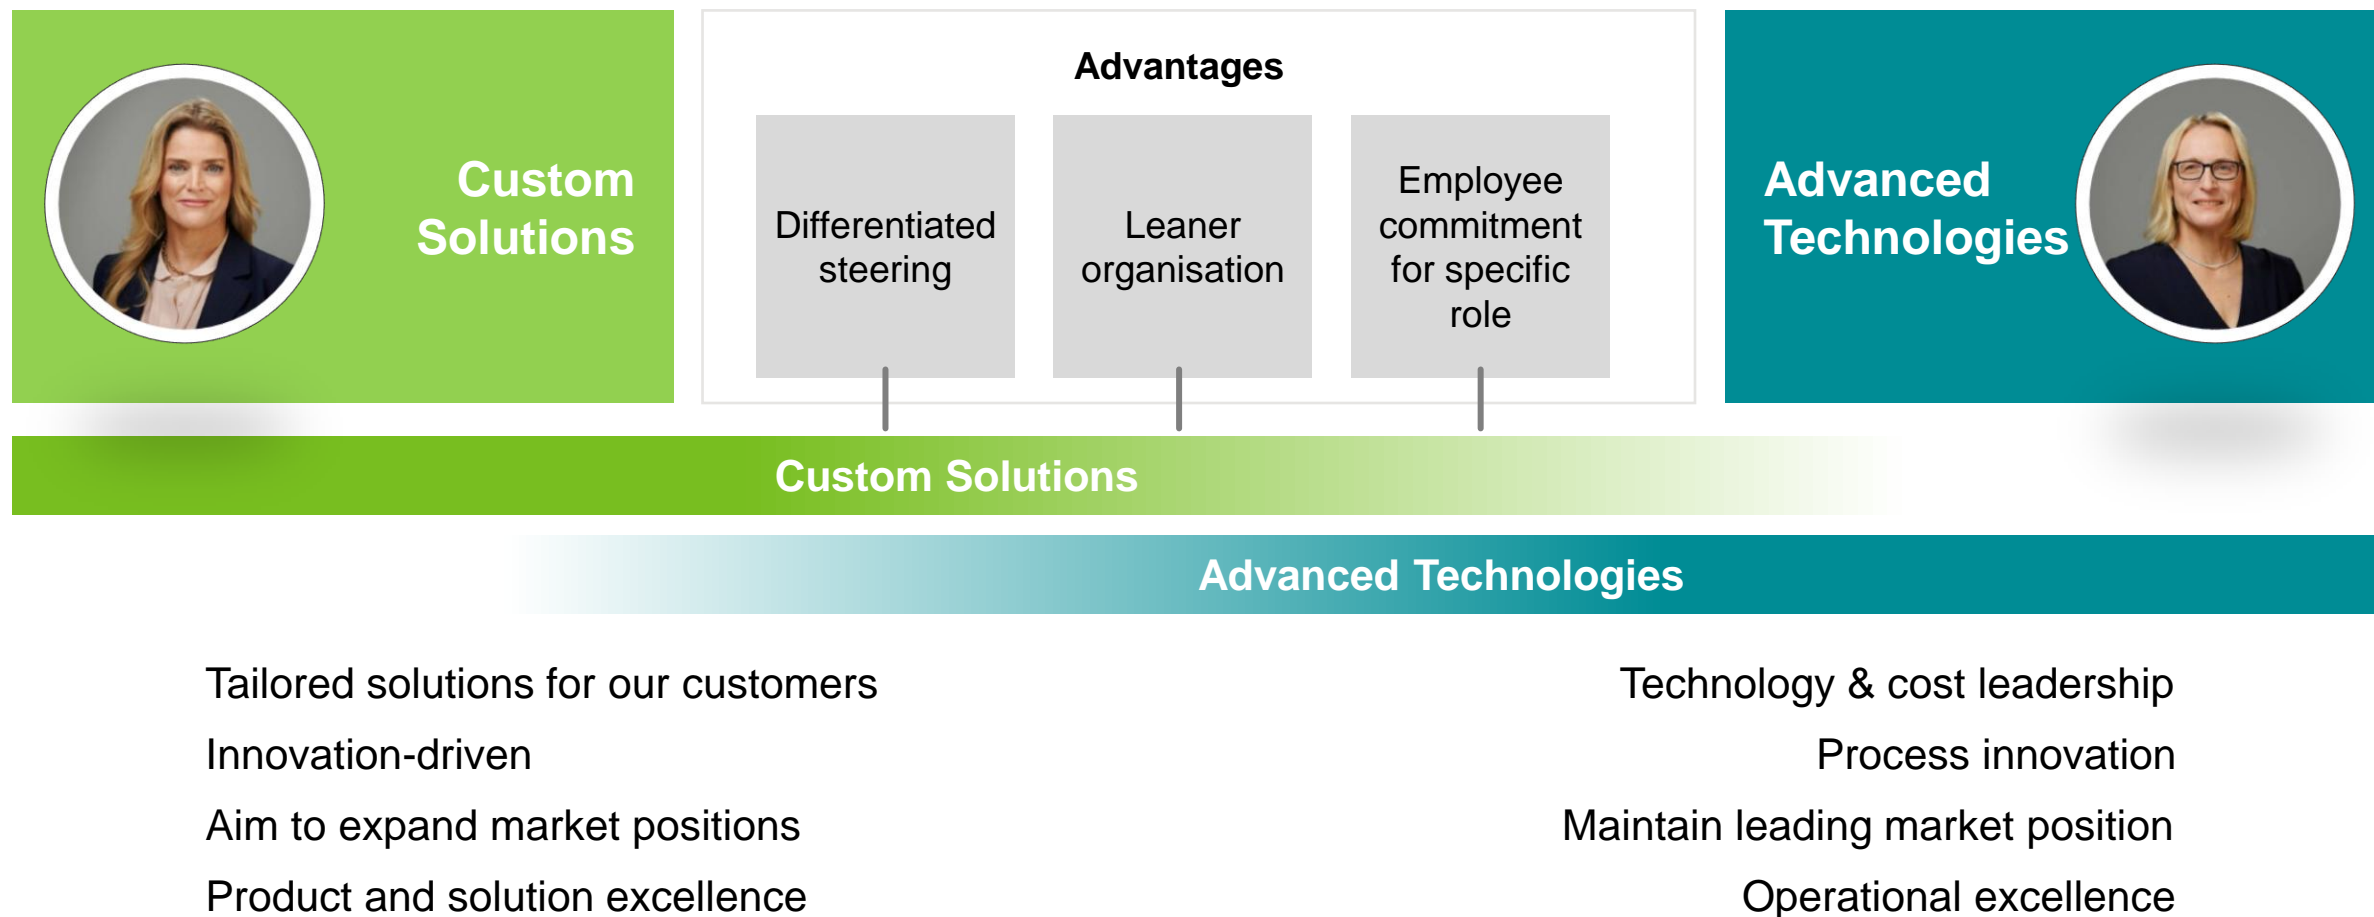 Custom
Solutions
Advantages
Differentiated
steering
Leaner
organisation
Employee
commitment
for specific
role
Advanced
Technologies
Custom Solutions
Advanced Technologies
Tailored solutions for our customers
Innovation-driven
Aim to expand market positions
Product and solution excellence
Technology & cost leadership
Process innovation
Maintain leading market position
Operational excellence